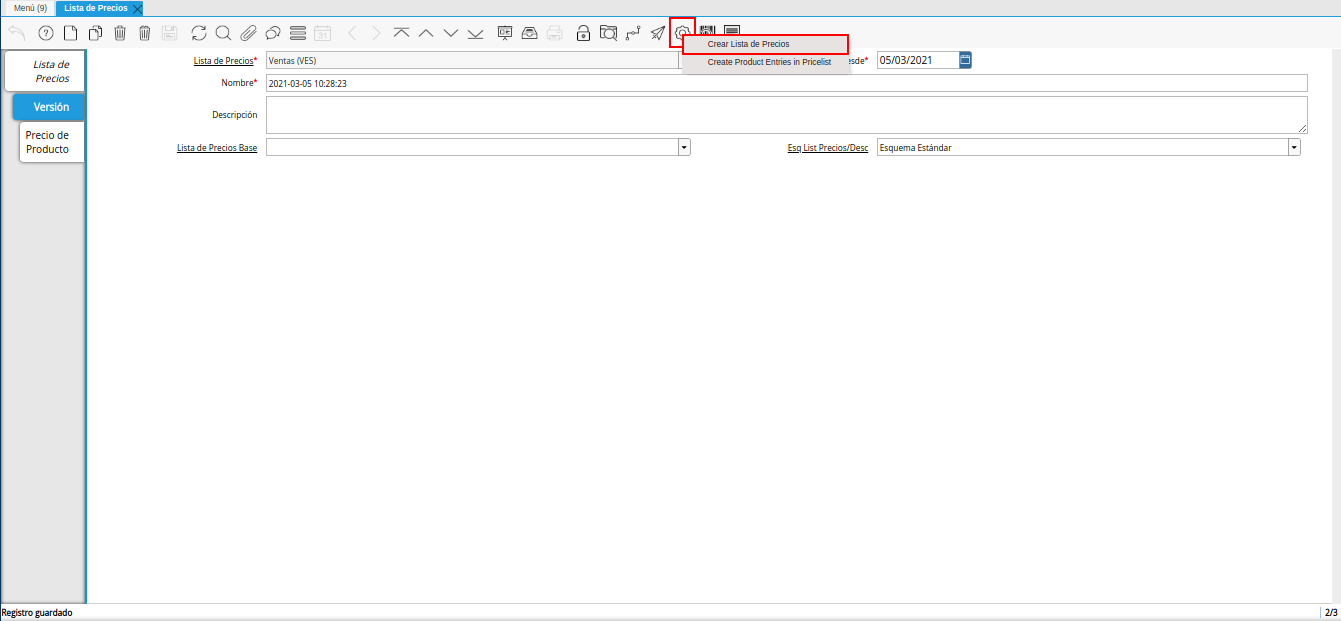 Menú (9)
Lista de Precios
Crear Lista de Precios
Create Product Entries in Pricelist
Lista de
Precios
Versión
Precio de
Producto
Lista de Precios*
Ventas (VES)
05/03/2021
Nombre*
2021-03-05 10:28:23
Descripción
Lista de Precios Base
Esq List Precios/Desc
Esquema Estándar
Registro guardado
2/3